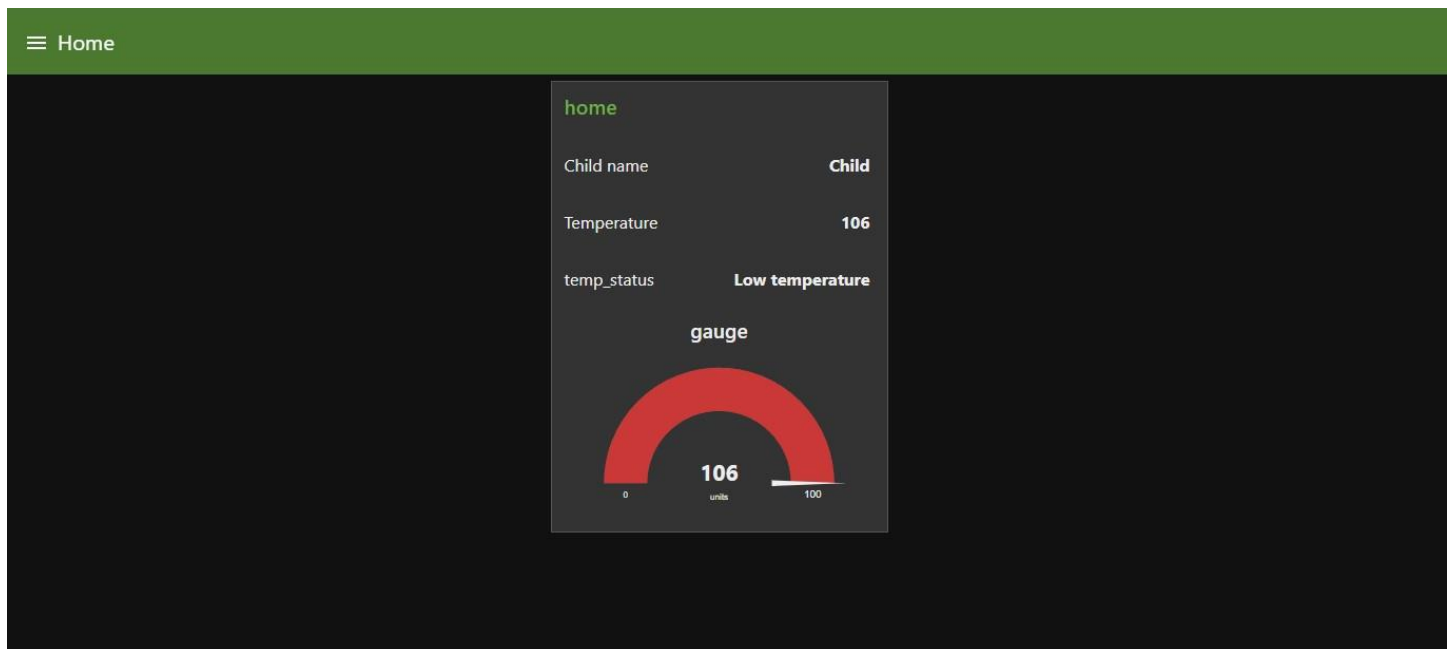 Home
home
Child name Child
Temperature 106
temp_status Low temperature
gauge
106
0 units 100